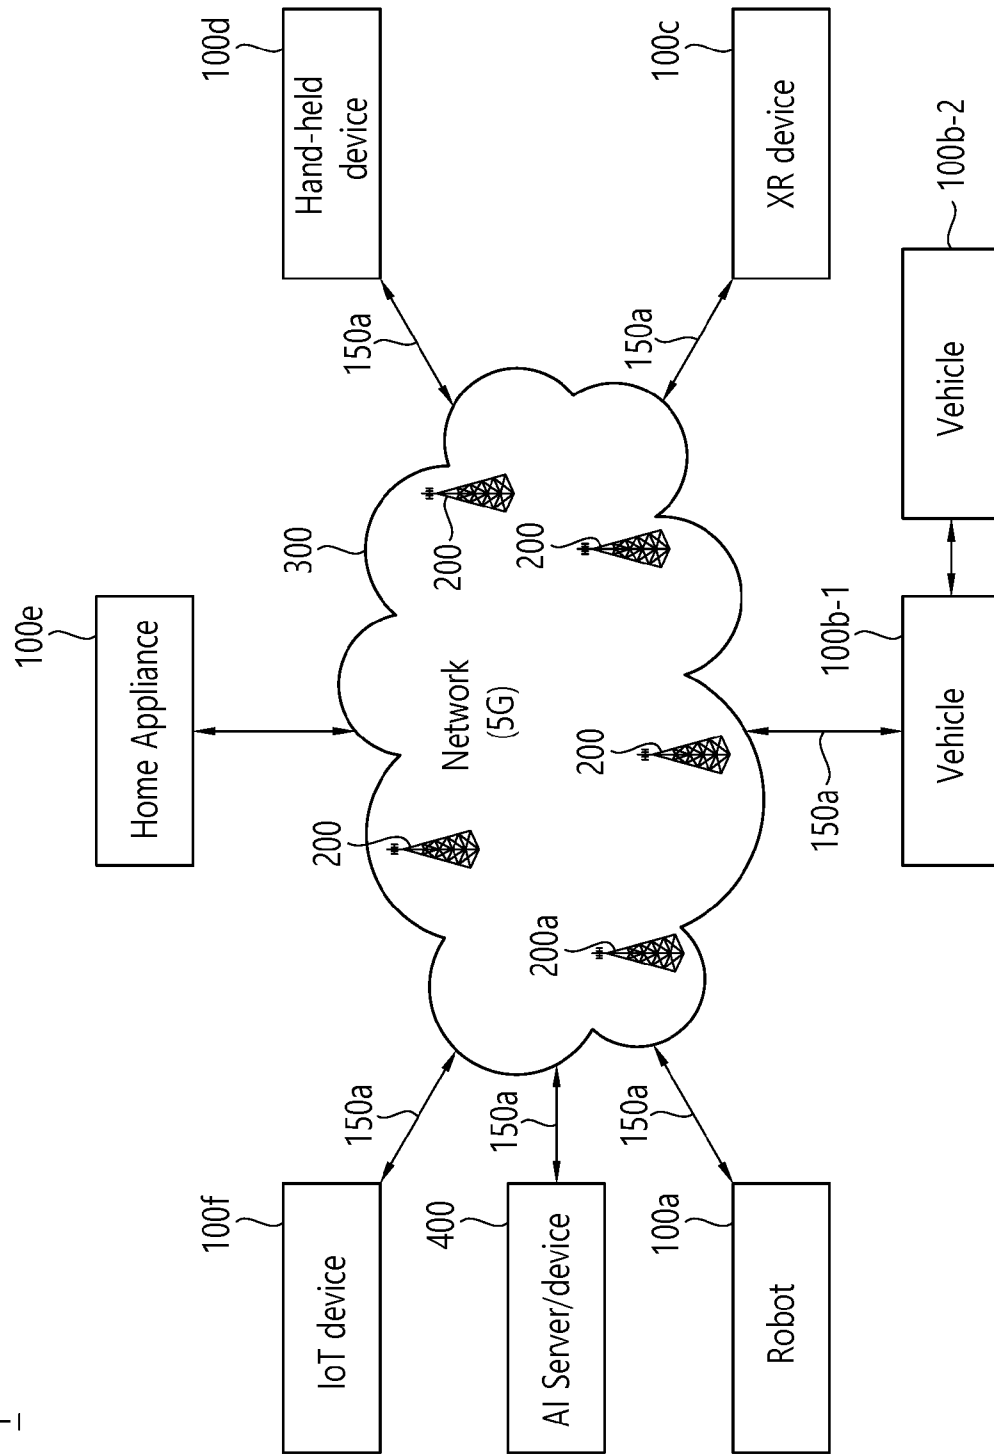 1
100e
Home Appliance
100f
100d
IoT device
Hand-held
device
300
200
150a
150a
400
200
Network
(5G)
150a
200
200a
AI Server/device
200
150a
150a
100a
100c
Robot
XR device
150a
100b-1
100b-2
Vehicle
Vehicle